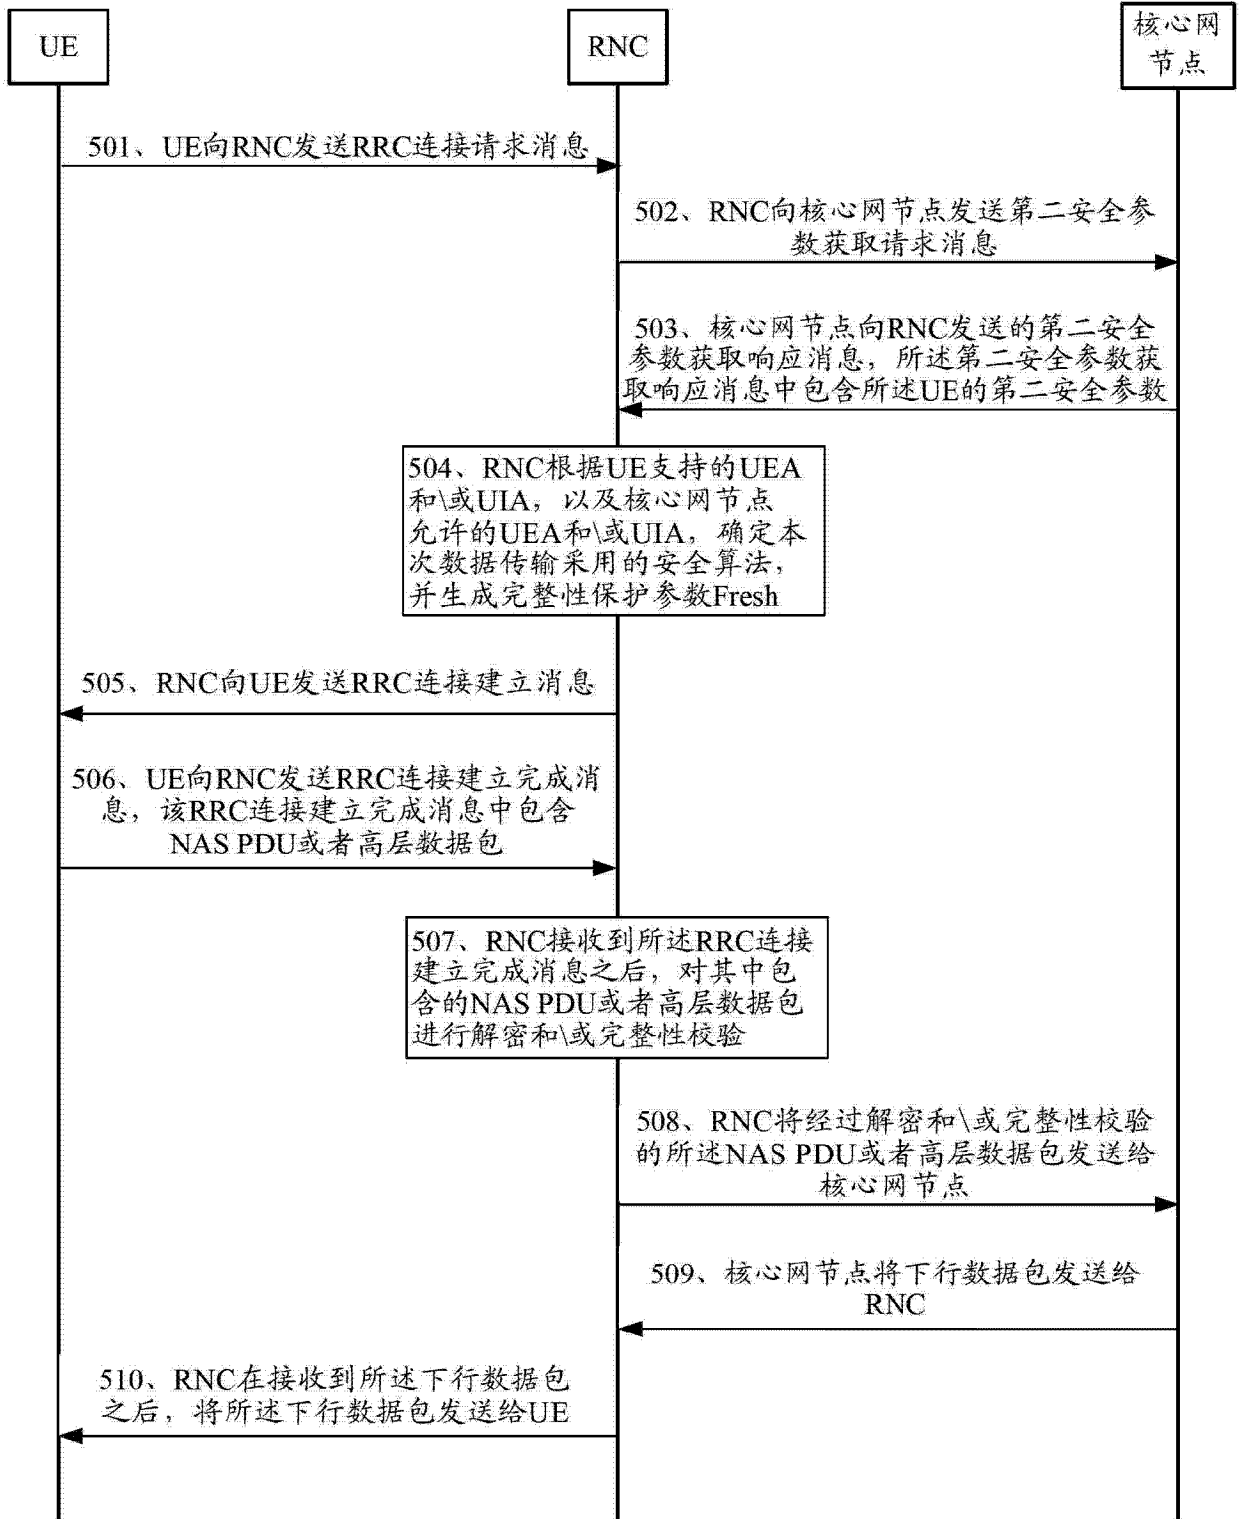 UE
RNC
核心网
节点
501、UE向RNC发送RRC连接请求消息
502、RNC向核心网节点发送第二安全参
数获取请求消息
503、核心网节点向RNC发送的第二安全
参数获取响应消息，所述第二安全参数获
取响应消息中包含所述UE的第二安全参数
504、RNC根据UE支持的UEA
和\或UIA，以及核心网节点
允许的UEA和\或UIA，确定本
次数据传输采用的安全算法，
并生成完整性保护参数Fresh
505、RNC向UE发送RRC连接建立消息
506、UE向RNC发送RRC连接建立完成消
息，该RRC连接建立完成消息中包含
NAS PDU或者高层数据包
507、RNC接收到所述RRC连接
建立完成消息之后，对其中包
含的NAS PDU或者高层数据包
进行解密和\或完整性校验
508、RNC将经过解密和\或完整性校验
的所述NAS PDU或者高层数据包发送给
核心网节点
509、核心网节点将下行数据包发送给
RNC
510、RNC在接收到所述下行数据包
之后，将所述下行数据包发送给UE